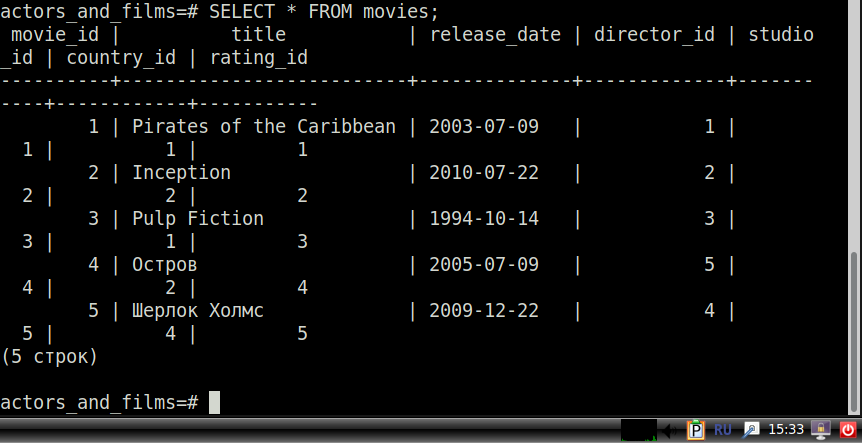 actors_and_films=# SELECT * FROM movies;
 movie_id |          title           | release_date | director_id | studio
_id | country_id | rating_id
----------+--------------------------+--------------+-------------+-------
----+------------+-----------
        1 | Pirates of the Caribbean | 2003-07-09   |           1 |
  1 |          1 |         1
        2 | Inception                | 2010-07-22   |           2 |
  2 |          2 |         2
        3 | Pulp Fiction             | 1994-10-14   |           3 |
  3 |          1 |         3
        4 | Остров                   | 2005-07-09   |           5 |
  4 |          2 |         4
        5 | Шерлок Холмс             | 2009-12-22   |           4 |
  5 |          4 |         5
(5 строк)
actors_and_films=#
P RU 15:33